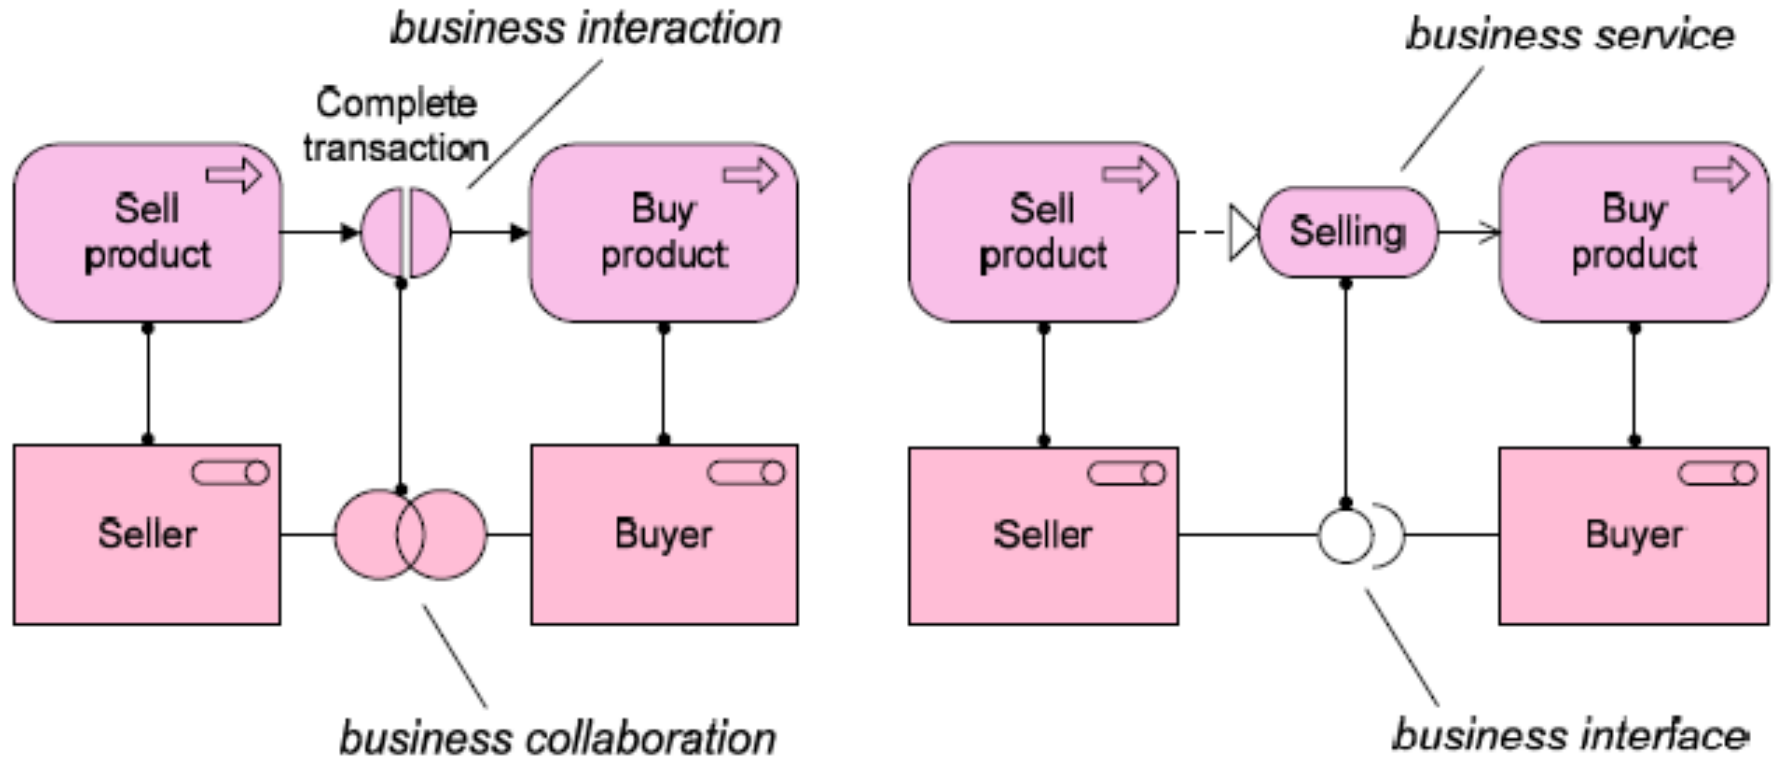 business interaction
Complete
transaction
Sell
product
Buy
product
Seller
Buyer
business collaboration
business service
Sell
product
Selling
Buy
product
Seller
Buyer
business interface